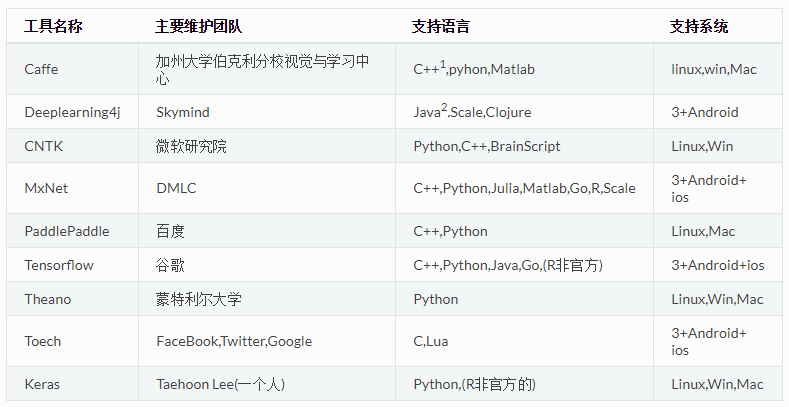 工具名称 主要维护团队 支持语言 支持系统
Caffe 加州大学伯克利分校视觉与学习中 C++¹,pyhon,Matlab linux,win,Mac
心
Deeplearning4j Skymind Java².Scale,Clojure 3+Android
CNTK 微软研究院 Python,C++,BrainScript Linux,Win
MxNet DMLC C++,Python,Julia,Matlab,Go,R,Scale 3+Android+
ios
PaddlePaddle 百度 C++,Python Linux,Mac
Tensorflow 谷歌 C++,Python,Java,Go,(R非官方) 3+Android+ios
Theano 蒙特利尔大学 Python Linux,Win,Mac
Toech FaceBook,Twitter,Google C,Lua 3+Android+
ios
Keras Taehoon Lee(一个人) Python,(R非官方的) Linux,Win,Mac